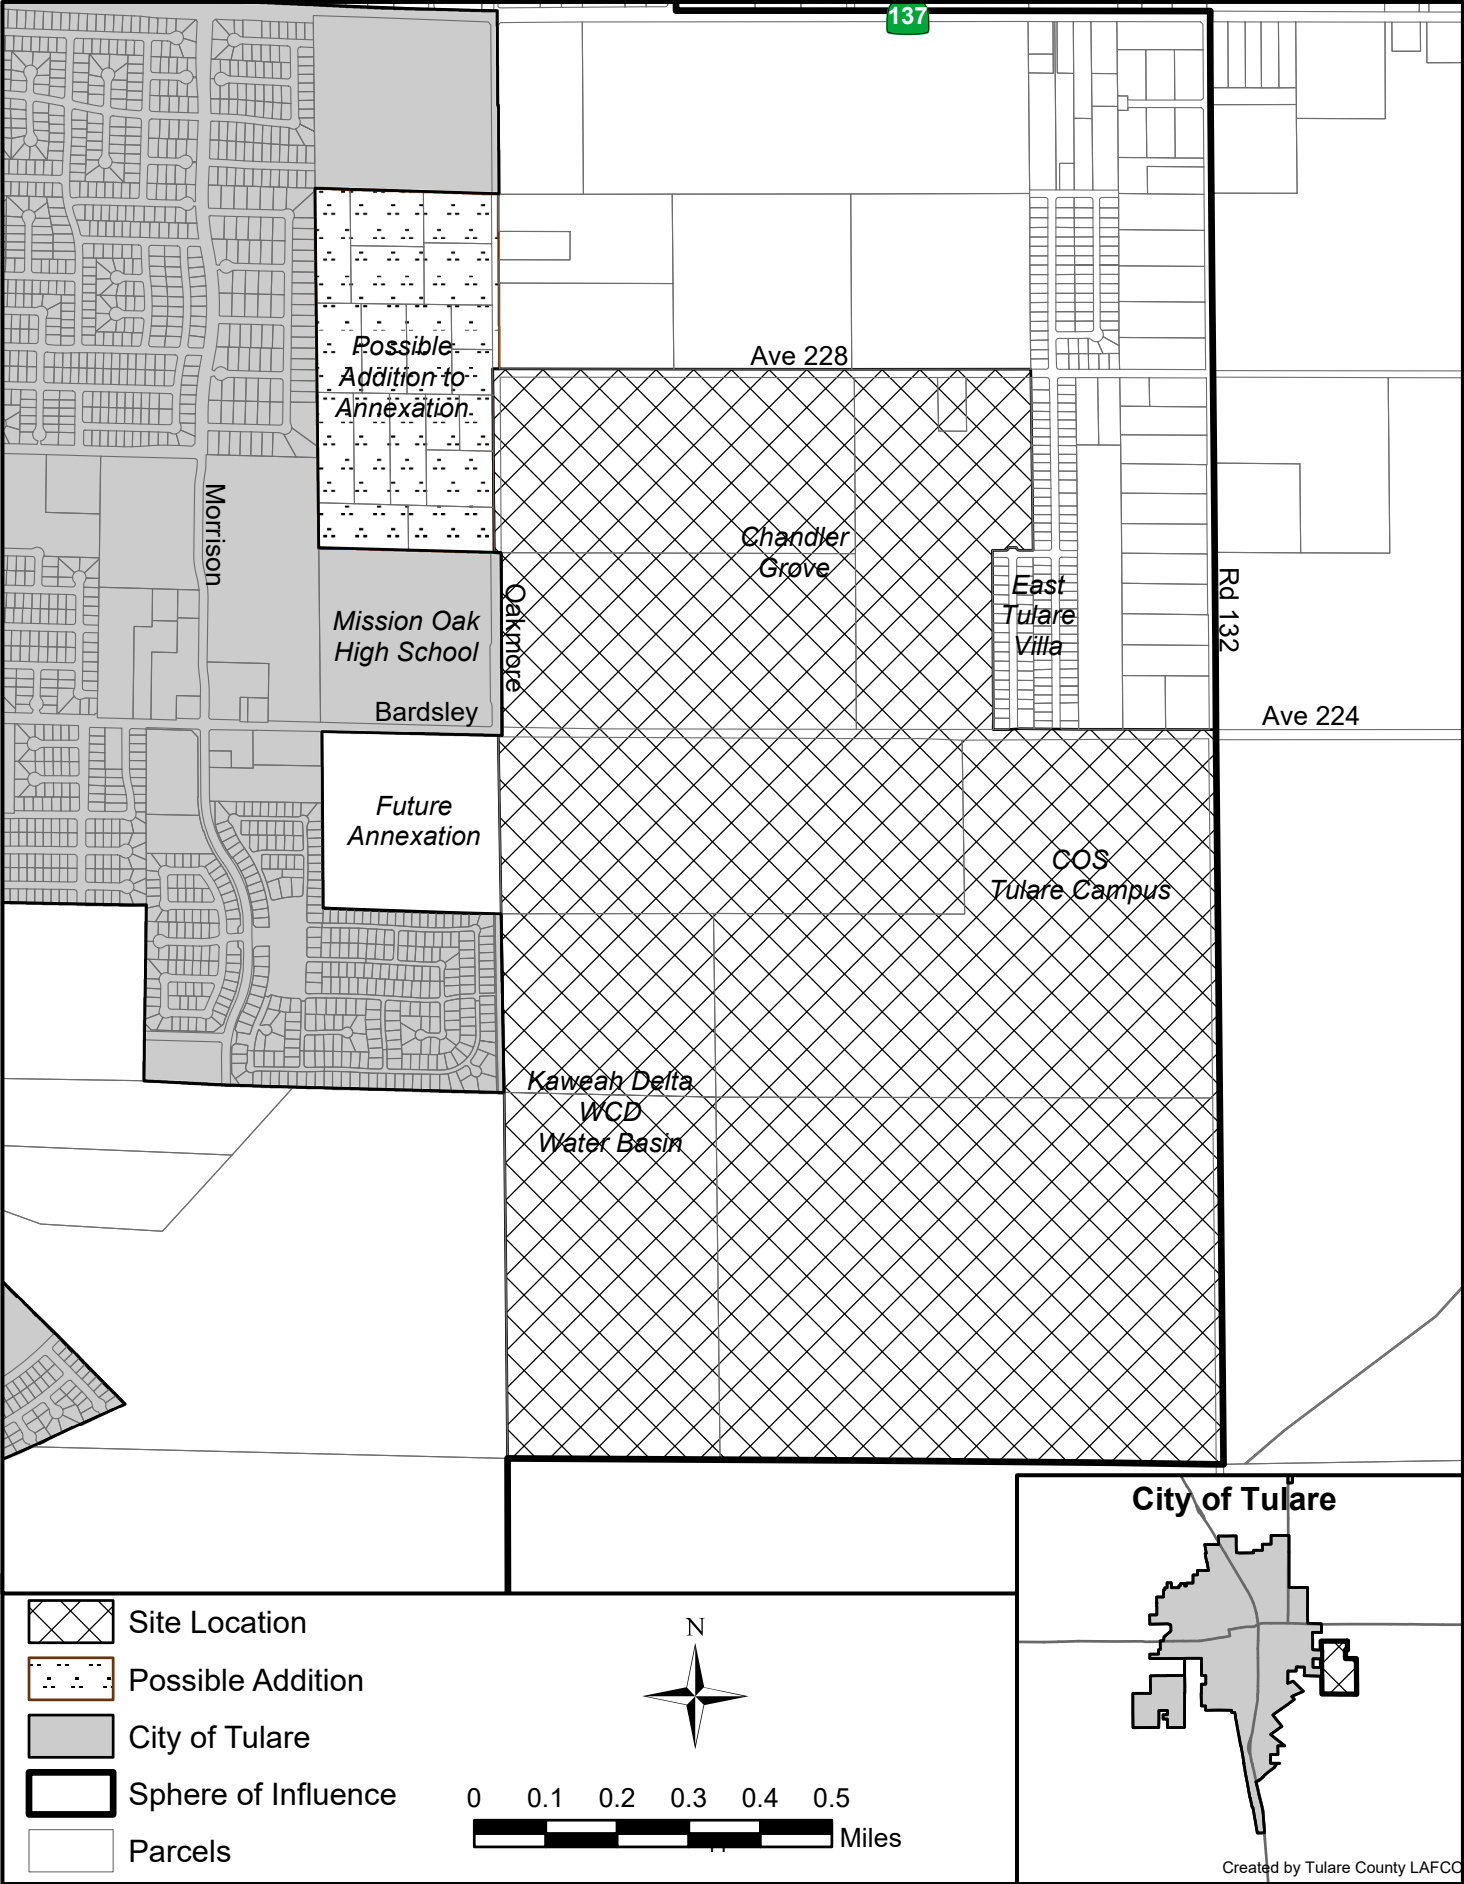 137
Ave 228
Possible
Addition to
Annexation
Morrison
Chandler
Grove
Oakmore
East
Tulare
Villa
Rd 132
Mission Oak
High School
Bardsley
Ave 224
Future
Annexation
COS
Tulare Campus
Kaweah Delta
WCD
Water Basin
City of Tulare
Site Location
Possible Addition
City of Tulare
Sphere of Influence
Parcels
N
0 0.1 0.2 0.3 0.4 0.5
Miles
Created by Tulare County LAFCO